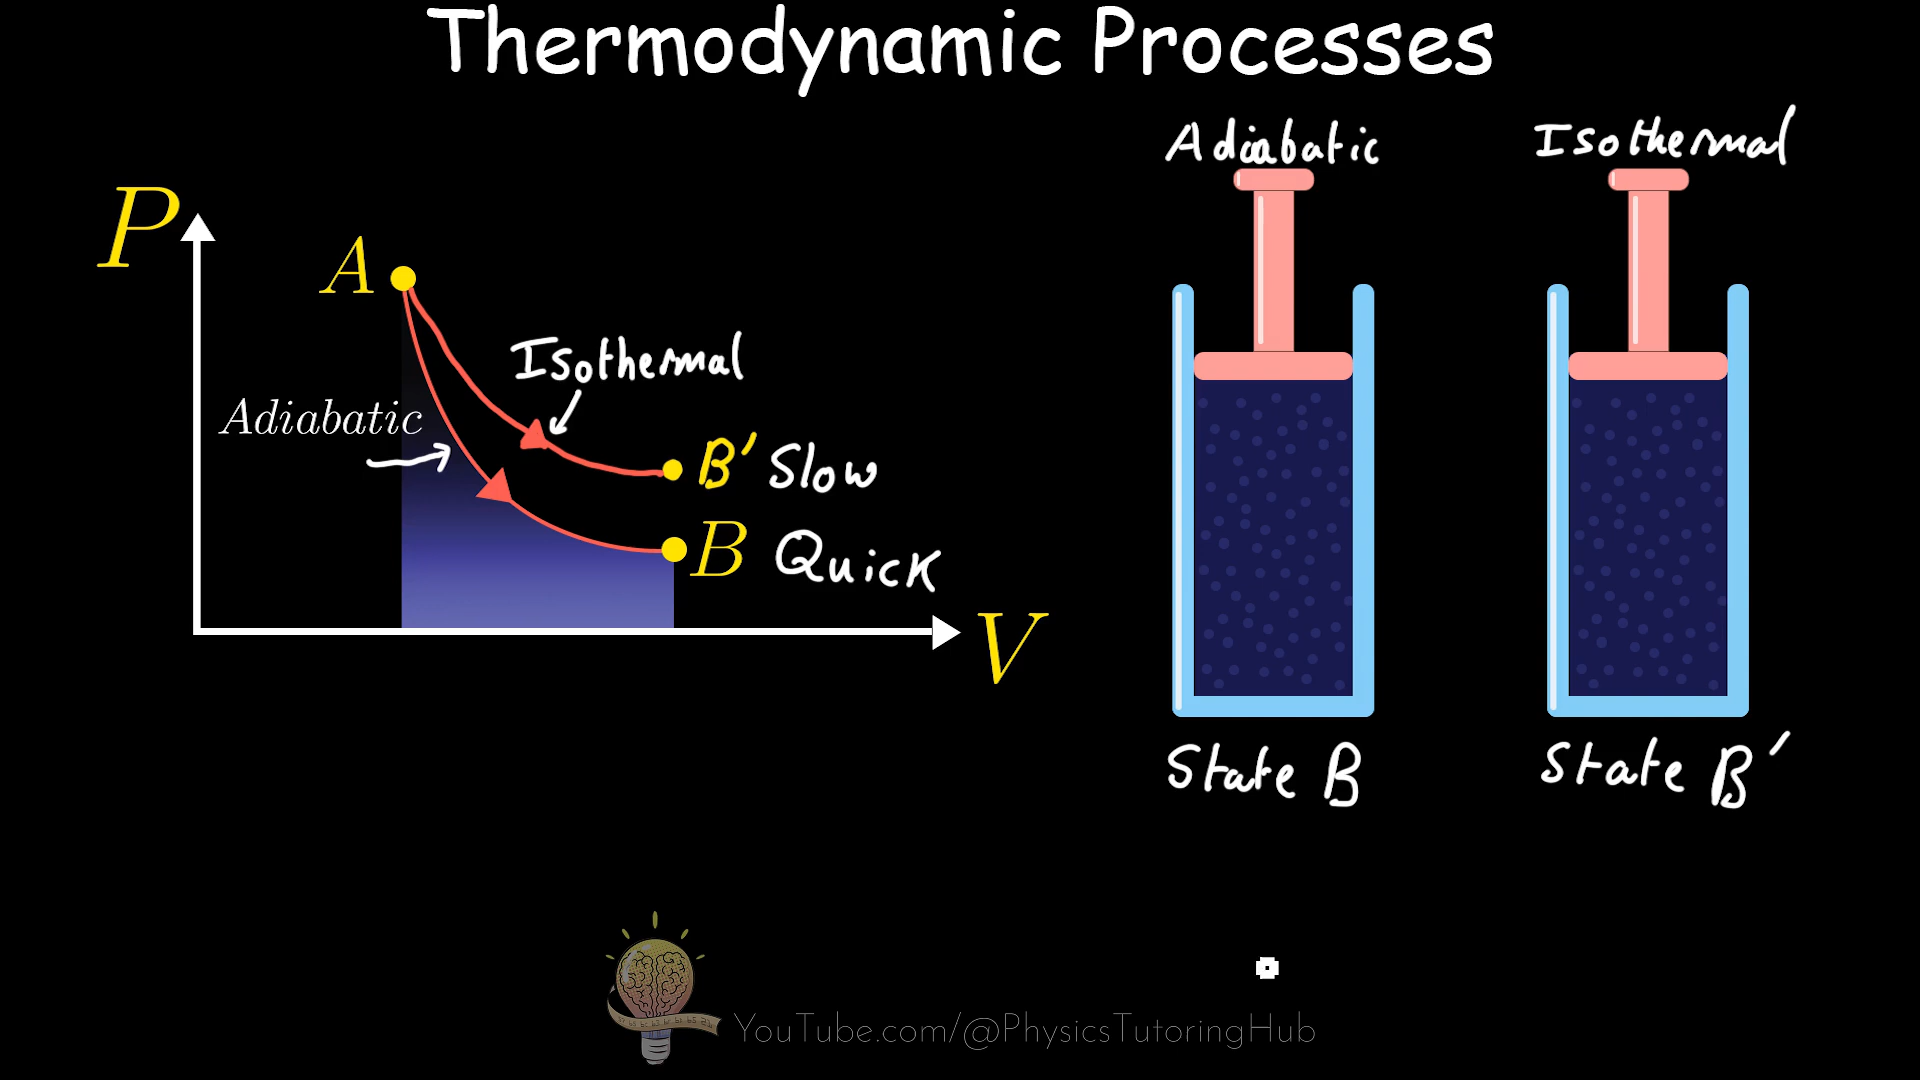 Thermodynamic Processes
Adiabatic
Isothermal
P
A
Isothermal
Adiabatic
B' Slow
B Quick
V
State B
State B'
YouTube.com/@PhysicsTutoringHub